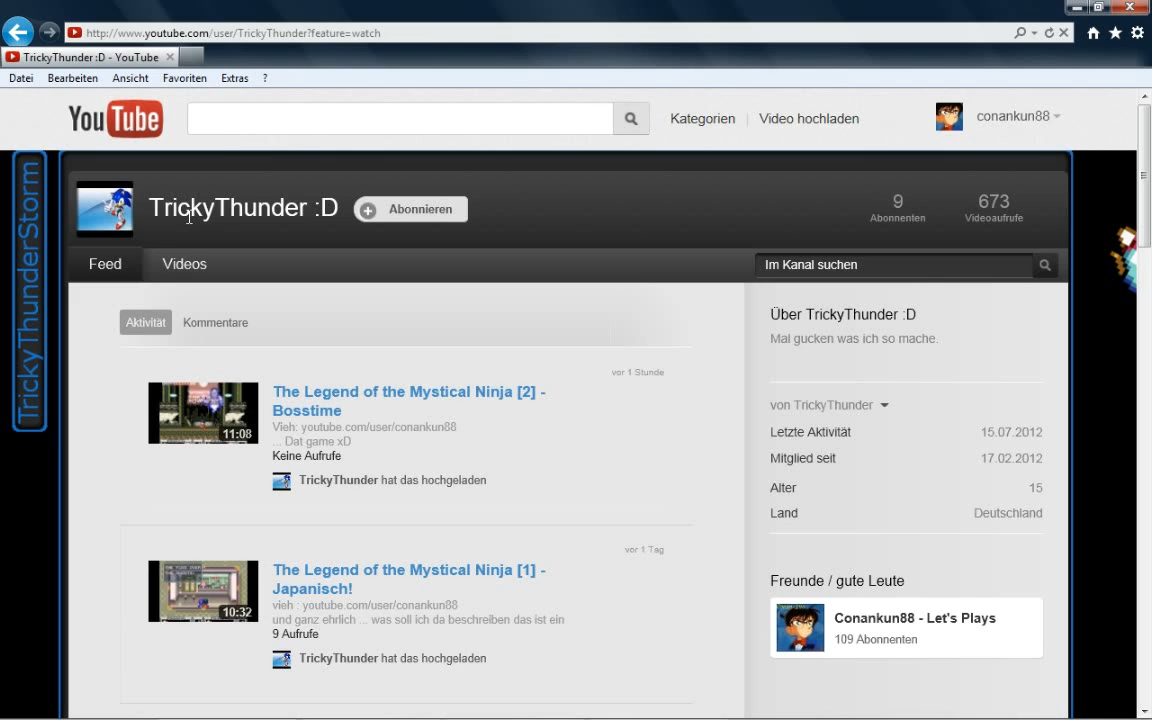 http://www.youtube.com/user/TrickyThunder?feature=watch
TrickyThunder :D - YouTube
Datei Bearbeiten Ansicht Favoriten Extras ?
YouTube
Kategorien Video hochladen conankun88
TrickyThunderStorm
TrickyThunder :D
Abonnieren
9
Abonnenten
673
Videoaufrufe
Feed Videos
Im Kanal suchen
Aktivität Kommentare
vor 1 Stunde
The Legend of the Mystical Ninja [2] -
Bosstime
Vieh: youtube.com/user/conankun88
... Dat game xD
Keine Aufrufe
11:08
TrickyThunder hat das hochgeladen
vor 1 Tag
The Legend of the Mystical Ninja [1] -
Japanisch!
vieh : youtube.com/user/conankun88
und ganz ehrlich ... was soll ich da beschreiben das ist ein
9 Aufrufe
10:32
TrickyThunder hat das hochgeladen
Über TrickyThunder :D
Mal gucken was ich so mache.
von TrickyThunder
Letzte Aktivität 15.07.2012
Mitglied seit 17.02.2012
Alter 15
Land Deutschland
Freunde / gute Leute
Conankun88 - Let's Plays
109 Abonnenten